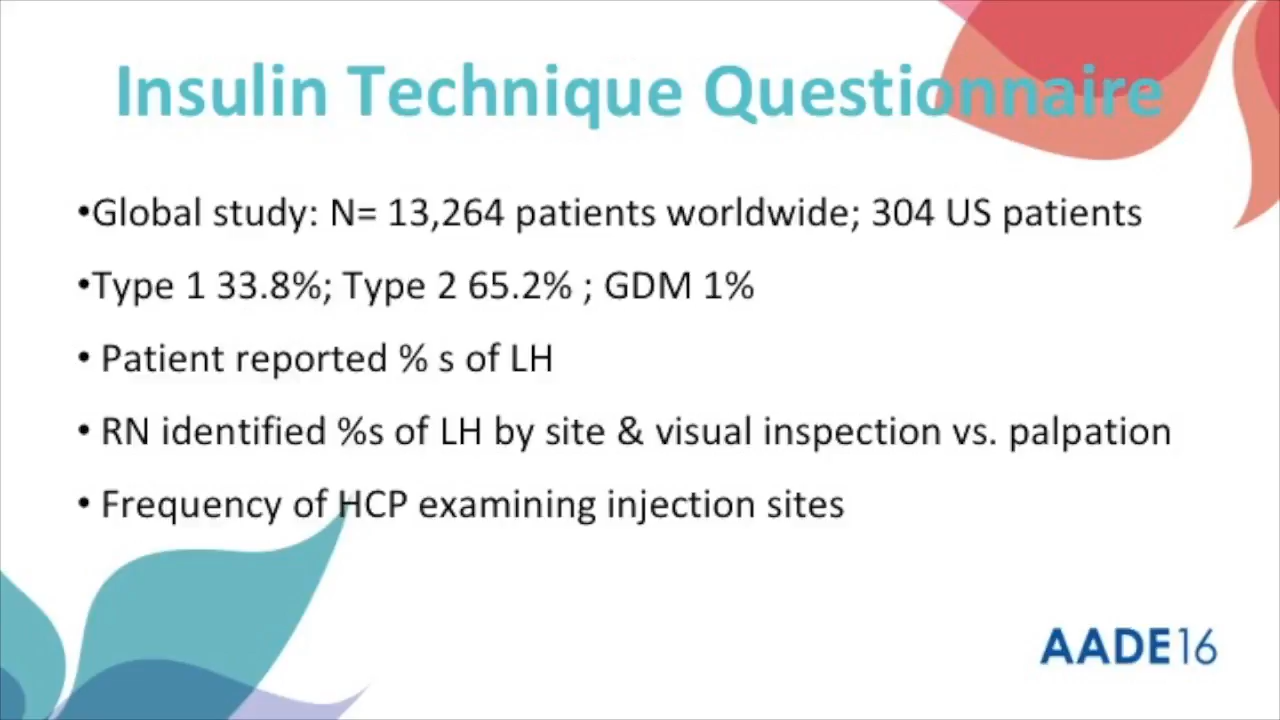 Insulin Technique Questionnaire
•Global study: N= 13,264 patients worldwide; 304 US patients
•Type 1 33.8%; Type 2 65.2% ; GDM 1%
• Patient reported % s of LH
• RN identified %s of LH by site & visual inspection vs. palpation
• Frequency of HCP examining injection sites
AADE16